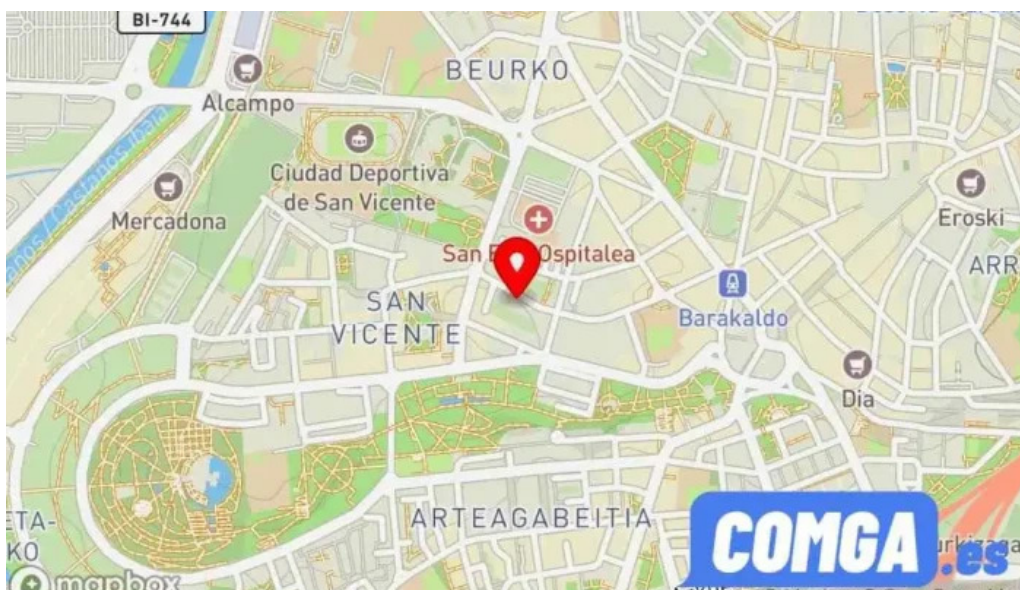 BI-744
BEURKO
Alcampo
Ciudad Deportiva
de San Vicente
Mercadona
Eroski
San
Ospitalea
SAN
VICENTE
Barakaldo
Dia
ARTEAGABEITIA
COMGA
.es
mapbox